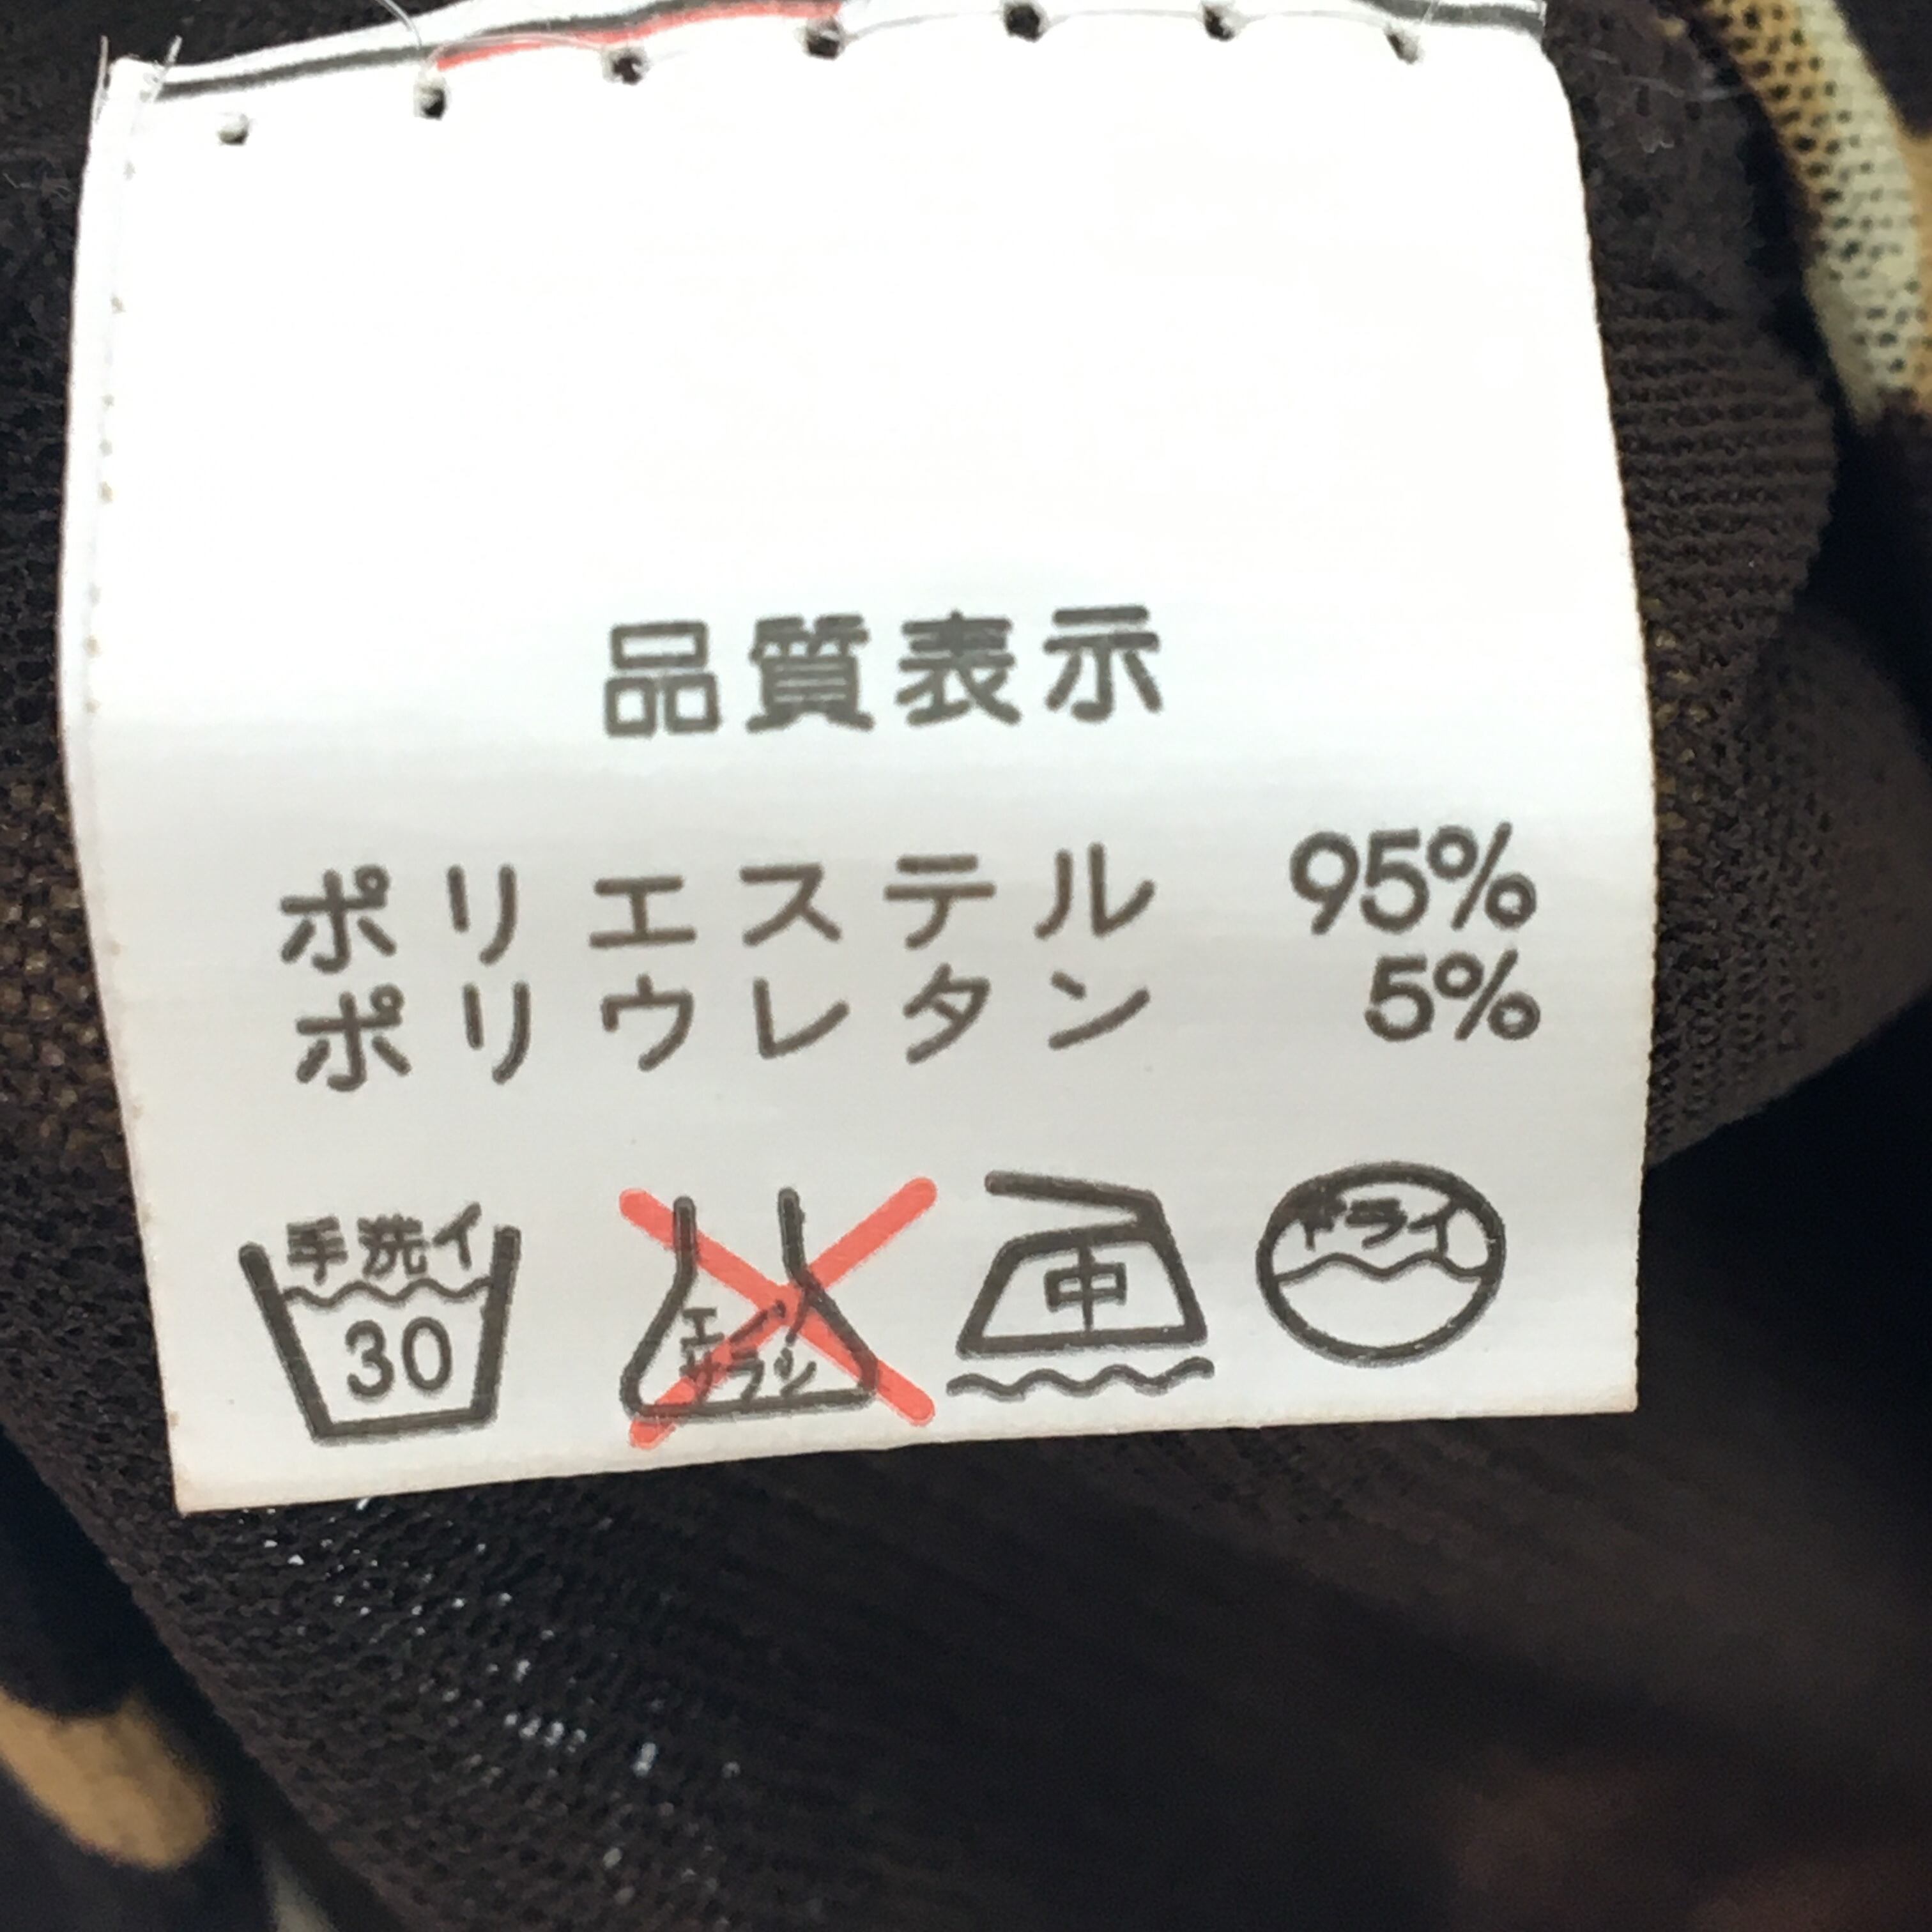 品質表示
ポリエステル 95%
ポリウレタン 5%
手洗イ
30
エンソ
サラシ
中
ドライ